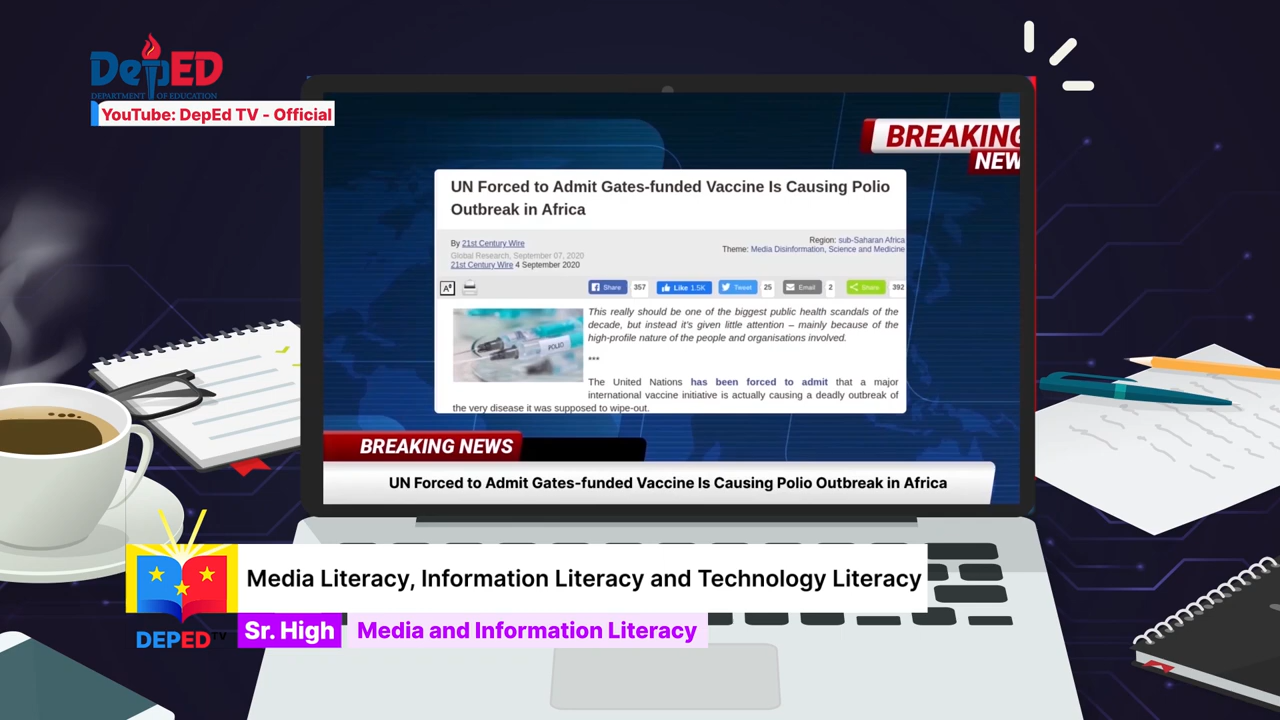 DepED
DEPARTMENT OF EDUCATION
YouTube: DepEd TV - Official
BREAKING
NEW
UN Forced to Admit Gates-funded Vaccine Is Causing Polio
Outbreak in Africa
By 21st Century Wire
Global Research, September 07, 2020
21st Century Wire 4 September 2020
Region: sub-Saharan Africa
Theme: Media Disinformation, Science and Medicine
Share 357 Like 1.5K Tweet 25 Email 2 Share 392
This really should be one of the biggest public health scandals of the
decade, but instead it's given little attention – mainly because of the
high-profile nature of the people and organisations involved.
***
POLIO
The United Nations has been forced to admit that a major
international vaccine initiative is actually causing a deadly outbreak of
the very disease it was supposed to wipe-out.
BREAKING NEWS
UN Forced to Admit Gates-funded Vaccine Is Causing Polio Outbreak in Africa
Media Literacy, Information Literacy and Technology Literacy
DEPED TV
Sr. High Media and Information Literacy